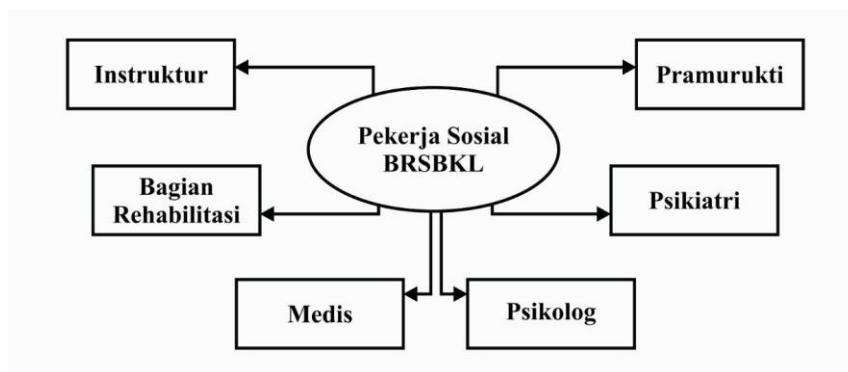 Instruktur
Pramurukti
Pekerja Sosial
BRSBKL
Bagian
Rehabilitasi
Psikiatri
Medis
Psikolog